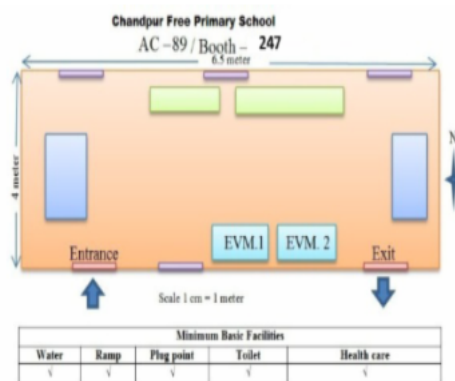 Chandpur Free Primary School
AC –89 / Booth – 247
6.5 meter
4 meter
N
EVM.1 EVM. 2
Entrance Exit
Scale 1 cm = 1 meter
Minimum Basic Facilities
Water Ramp Plug point Toilet Health care
√ √ √ √ √